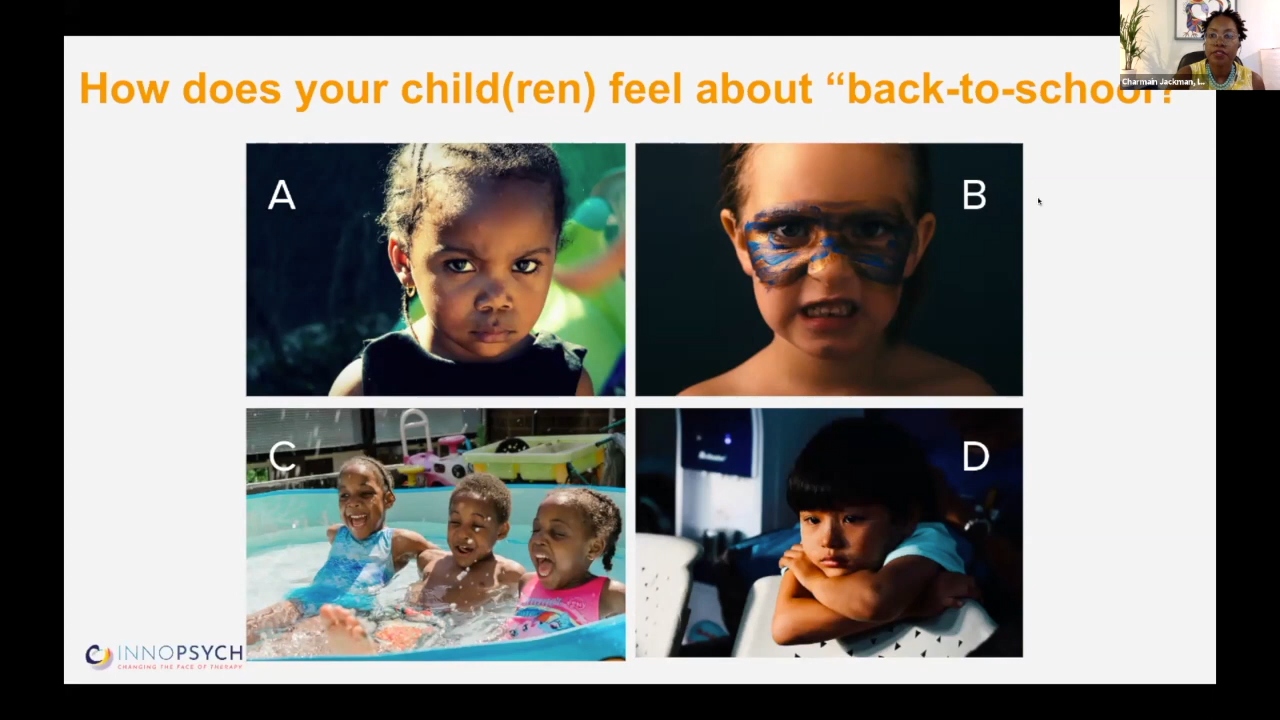 How does your child(ren) feel about “back-to-school?
Charmain Jackman, I...
A
B
C
D
INNOPSYCH
CHANGING THE FACE OF THERAPY